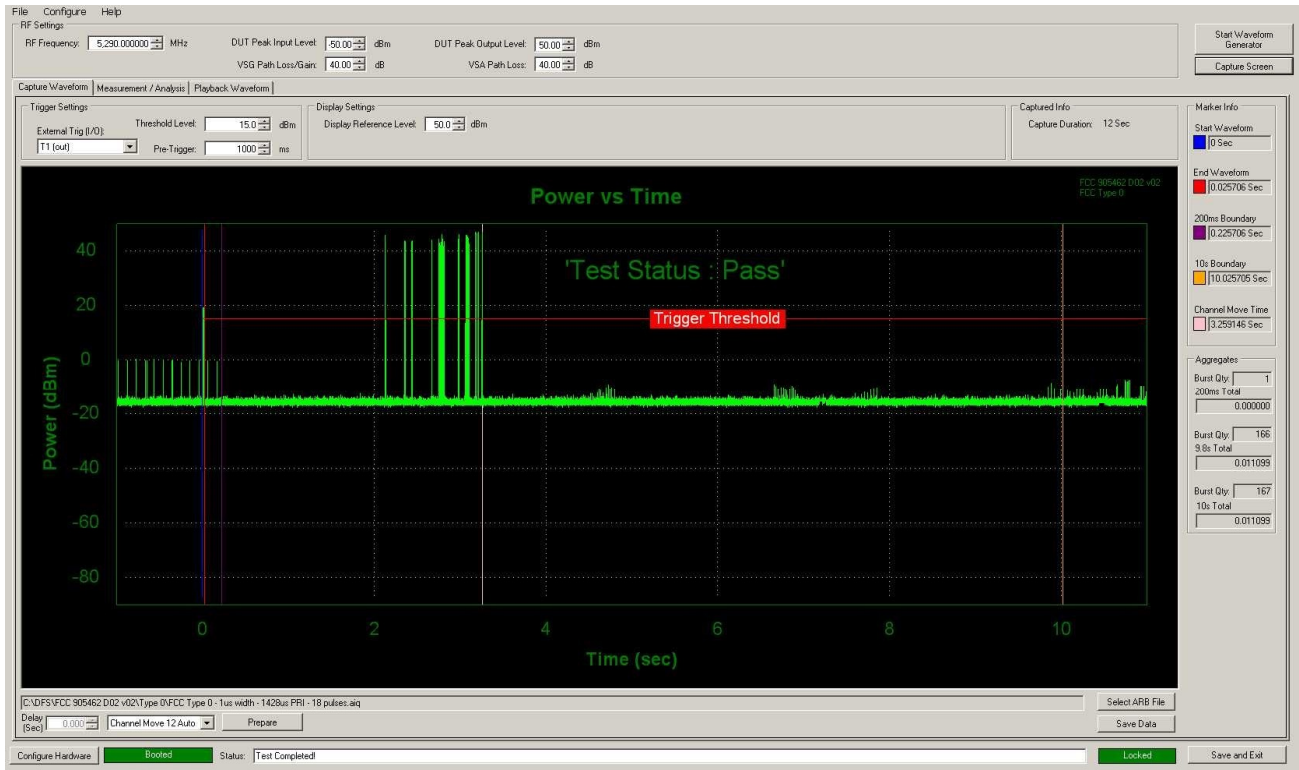 File Configure Help
RF Settings
RF Frequency: 5,290.000000 MHz
DUT Peak Input Level: -50.00 dBm
DUT Peak Output Level: 50.00 dBm
VSG Path Loss/Gain: 40.00 dB
VSA Path Loss: 40.00 dB
Start Waveform Generator
Capture Screen
Capture Waveform Measurement / Analysis Playback Waveform
Trigger Settings
External Trig (I/O):
T1 (out)
Threshold Level: 15.0 dBm
Pre-Trigger: 1000 ms
Display Settings
Display Reference Level: 50.0 dBm
Captured Info
Capture Duration: 12 Sec
Marker Info
Start Waveform
0 Sec
End Waveform
0.025706 Sec
200ms Boundary
0.225706 Sec
10s Boundary
10.025705 Sec
Channel Move Time
3.259146 Sec
Aggregates
Burst Qty: 1
200ms Total
0.000000
Burst Qty: 166
9.8s Total
0.011099
Burst Qty: 167
10s Total
0.011099
Power vs Time
FCC 905462 D02 v02
FCC Type 0
'Test Status : Pass'
Trigger Threshold
Power (dBm)
40
20
0
-20
-40
-60
-80
0 2 4 6 8 10
Time (sec)
C:\DFS\FCC 905462 D02 v02\Type 0\FCC Type 0 - 1us width - 1428us PRI - 18 pulses.aiq
Select ARB File
Delay (Sec) 0.000
Channel Move 12 Auto
Prepare
Save Data
Configure Hardware
Booted
Status: Test Completed!
Locked
Save and Exit